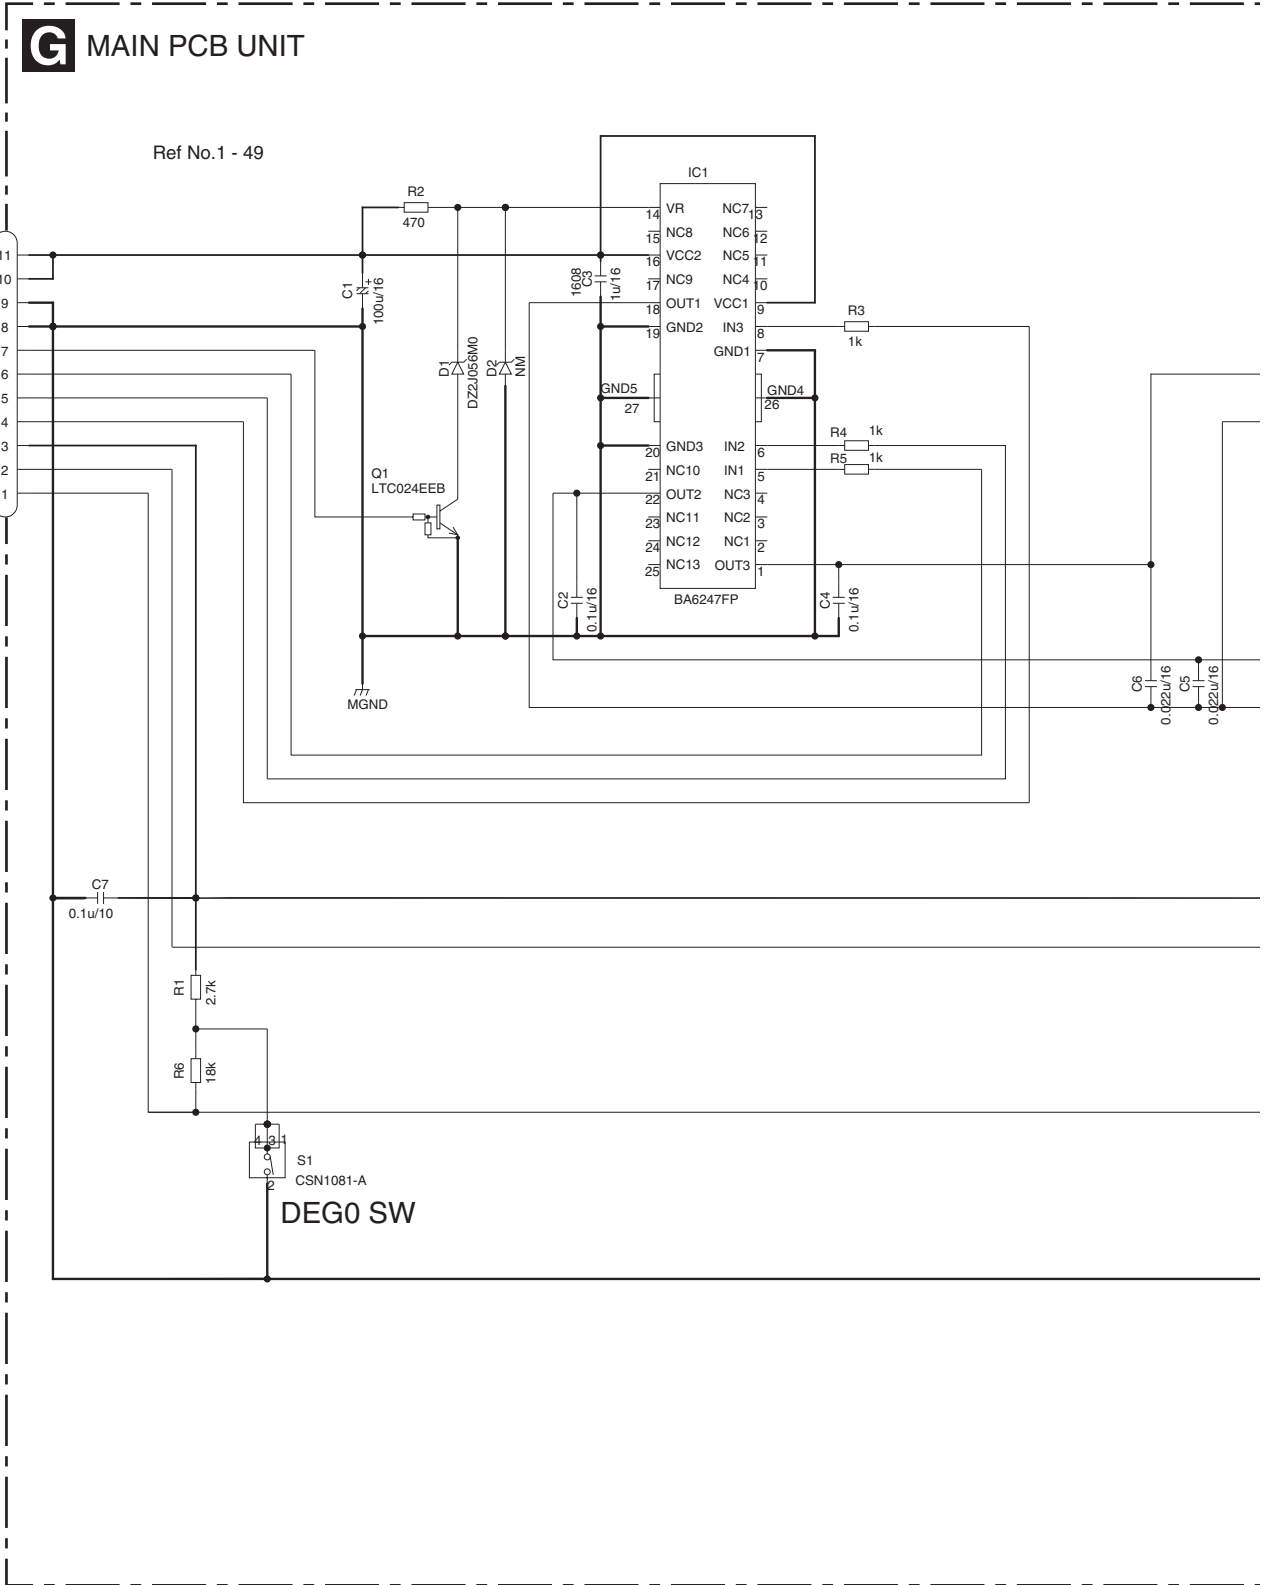 G MAIN PCB UNIT
Ref No.1 - 49
IC1
R2
470
14 VR NC7 13
15 NC8 NC6 12
16 VCC2 NC5 11
17 NC9 NC4 10
18 OUT1 VCC1 9
19 GND2 IN3 8
GND1 7
GND5
27
GND4
26
20 GND3 IN2 6
21 NC10 IN1 5
22 OUT2 NC3 4
23 NC11 NC2 3
24 NC12 NC1 2
25 NC13 OUT3 1
BA6247FP
11
10
9
8
7
6
5
4
3
2
1
C1
100u/16
+
1608
C3
1u/16
R3
1k
D1
DZ2J056M0
D2
NM
R4 1k
R5 1k
Q1
LTC024EEB
C2
0.1u/16
C4
0.1u/16
MGND
C6
0.022u/16
C5
0.022u/16
C7
0.1u/10
R1
2.7k
R6
18k
4 3 1
S1
CSN1081-A
2
DEG0 SW